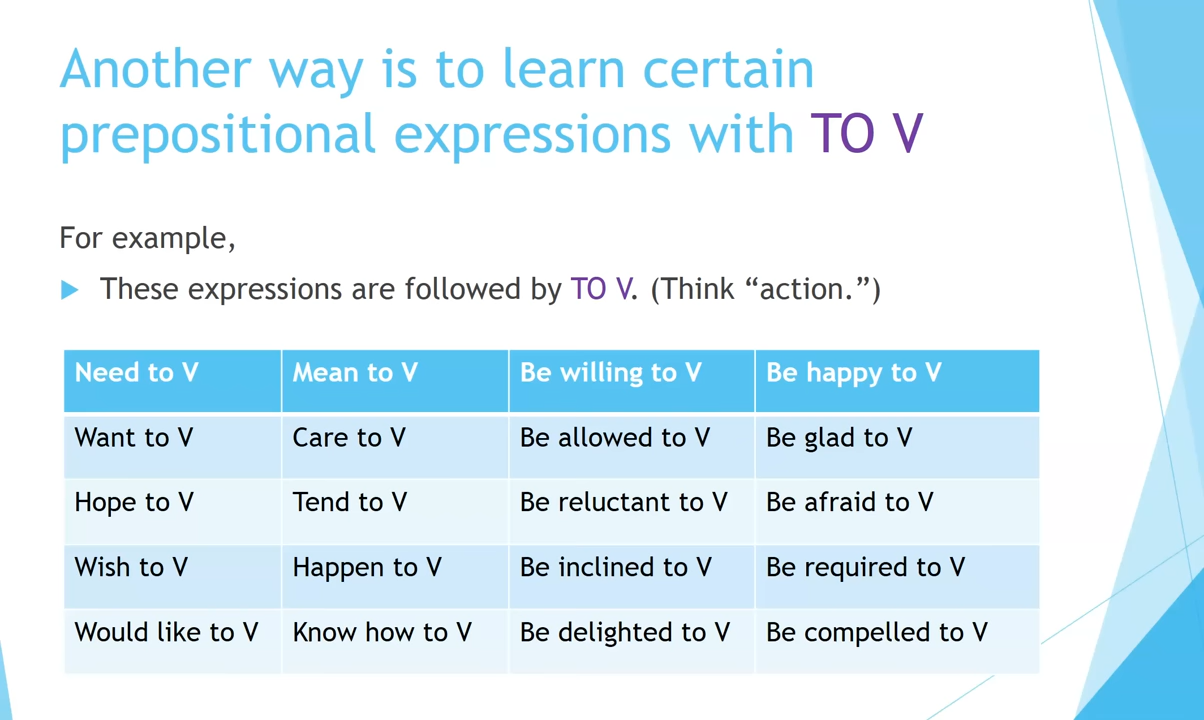 Another way is to learn certain
prepositional expressions with TO V
For example,
These expressions are followed by TO V. (Think “action.”)
Need to V Mean to V Be willing to V Be happy to V
Want to V Care to V Be allowed to V Be glad to V
Hope to V Tend to V Be reluctant to V Be afraid to V
Wish to V Happen to V Be inclined to V Be required to V
Would like to V Know how to V Be delighted to V Be compelled to V